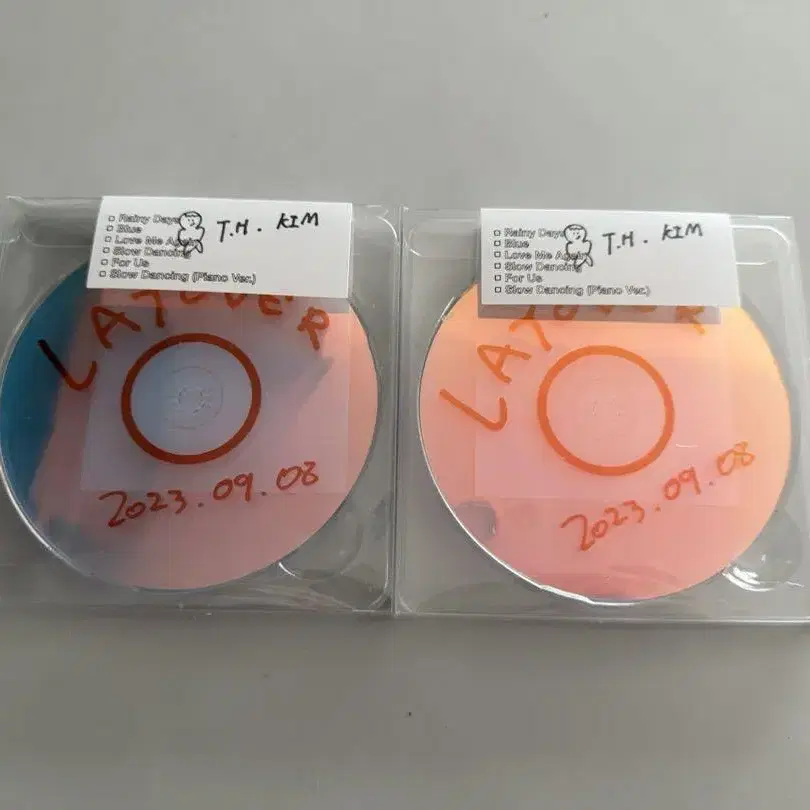 Rainy Days
T.H. KIM
Blue
Love Me Again
Slow Dancing
For Us
Slow Dancing (Piano Ver.)
LAYOVER
2023.09.08
Rainy Days
T.H. KIM
Blue
Love Me Again
Slow Dancing
For Us
Slow Dancing (Piano Ver.)
LAYOVER
2023.09.08